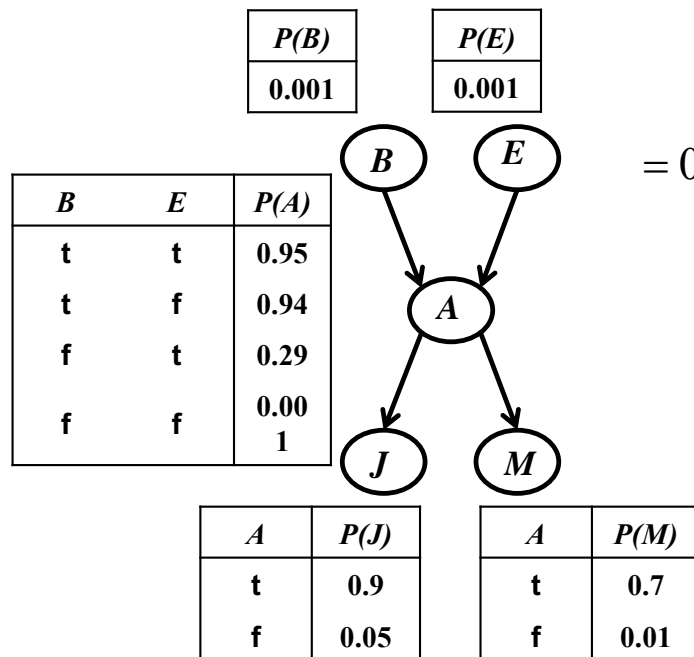 P(B) P(E)
0.001 0.001
B E
= 0
B E P(A)
t t 0.95
t f 0.94
f t 0.29
f f 0.00
1
A
J M
A P(J)
t 0.9
f 0.05
A P(M)
t 0.7
f 0.01